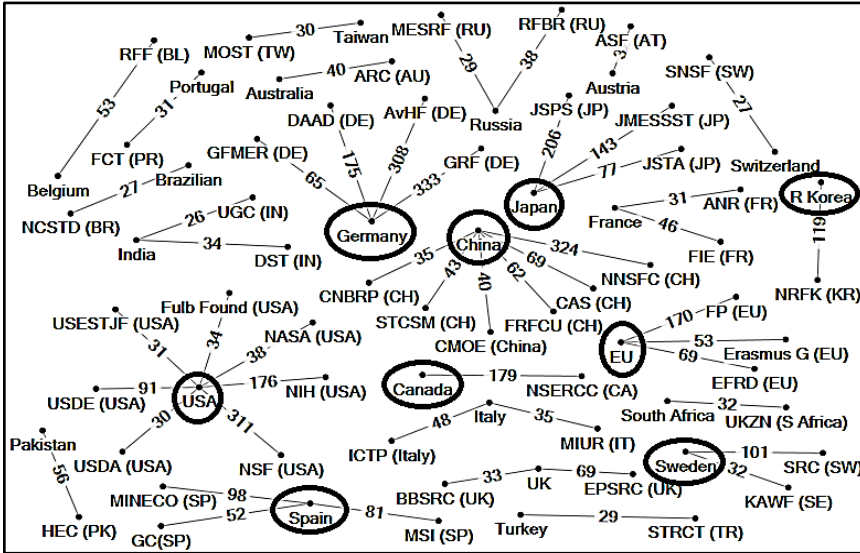 30
MOST (TW)
Taiwan
MESRF (RU)
RFBR (RU)
29
38
Russia
ASF (AT)
Austria
RFF (BL)
53
Belgium
Portugal
31
FCT (PR)
Australia
40
ARC (AU)
SNSF (SW)
27
Switzerland
DAAD (DE)
AvHF (DE)
GFMER (DE)
GRF (DE)
175
308
65
333
Germany
JSPS (JP)
JMESSST (JP)
JSTA (JP)
206
143
77
Japan
Brazilian
27
NCSTD (BR)
UGC (IN)
26
India
34
DST (IN)
ANR (FR)
31
France
46
FIE (FR)
R Korea
119
NRFK (KR)
China
35
43
40
62
69
324
CNBRP (CH)
STCSM (CH)
CMOE (China)
FRFCU (CH)
CAS (CH)
NNSFC (CH)
FP (EU)
170
EU
53
Erasmus G (EU)
69
EFRD (EU)
USESTJF (USA)
Fulb Found (USA)
NASA (USA)
31
34
38
USDE (USA)
91
USA
176
NIH (USA)
30
311
USDA (USA)
NSF (USA)
Canada
179
NSERCC (CA)
South Africa
32
UKZN (S Africa)
Italy
48
35
ICTP (Italy)
MIUR (IT)
Pakistan
56
HEC (PK)
MINECO (SP)
98
52
Spain
81
GC(SP)
MSI (SP)
33
UK
69
BBSRC (UK)
EPSRC (UK)
Sweden
101
SRC (SW)
32
KAWF (SE)
Turkey
29
STRCT (TR)